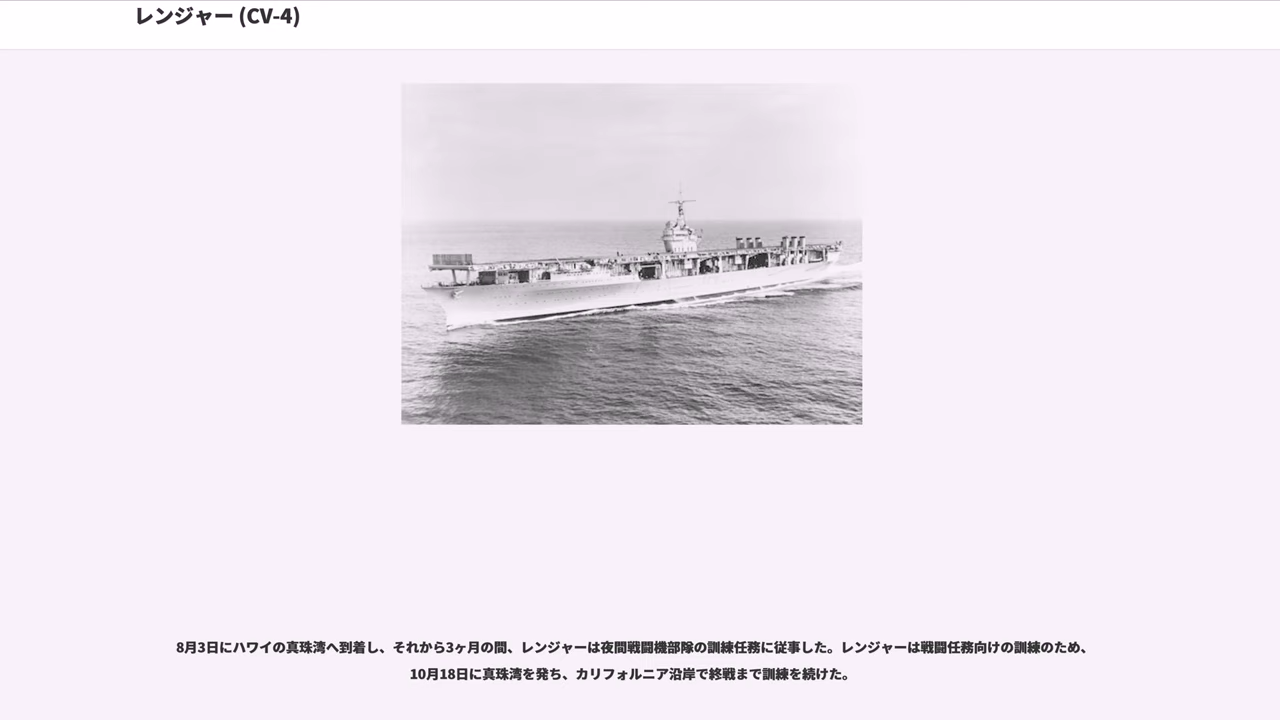 レンジャー (CV-4)
8月3日にハワイの真珠湾へ到着し、それから3ヶ月の間、レンジャーは夜間戦闘機部隊の訓練任務に従事した。レンジャーは戦闘任務向けの訓練のため、
10月18日に真珠湾を発ち、カリフォルニア沿岸で終戦まで訓練を続けた。